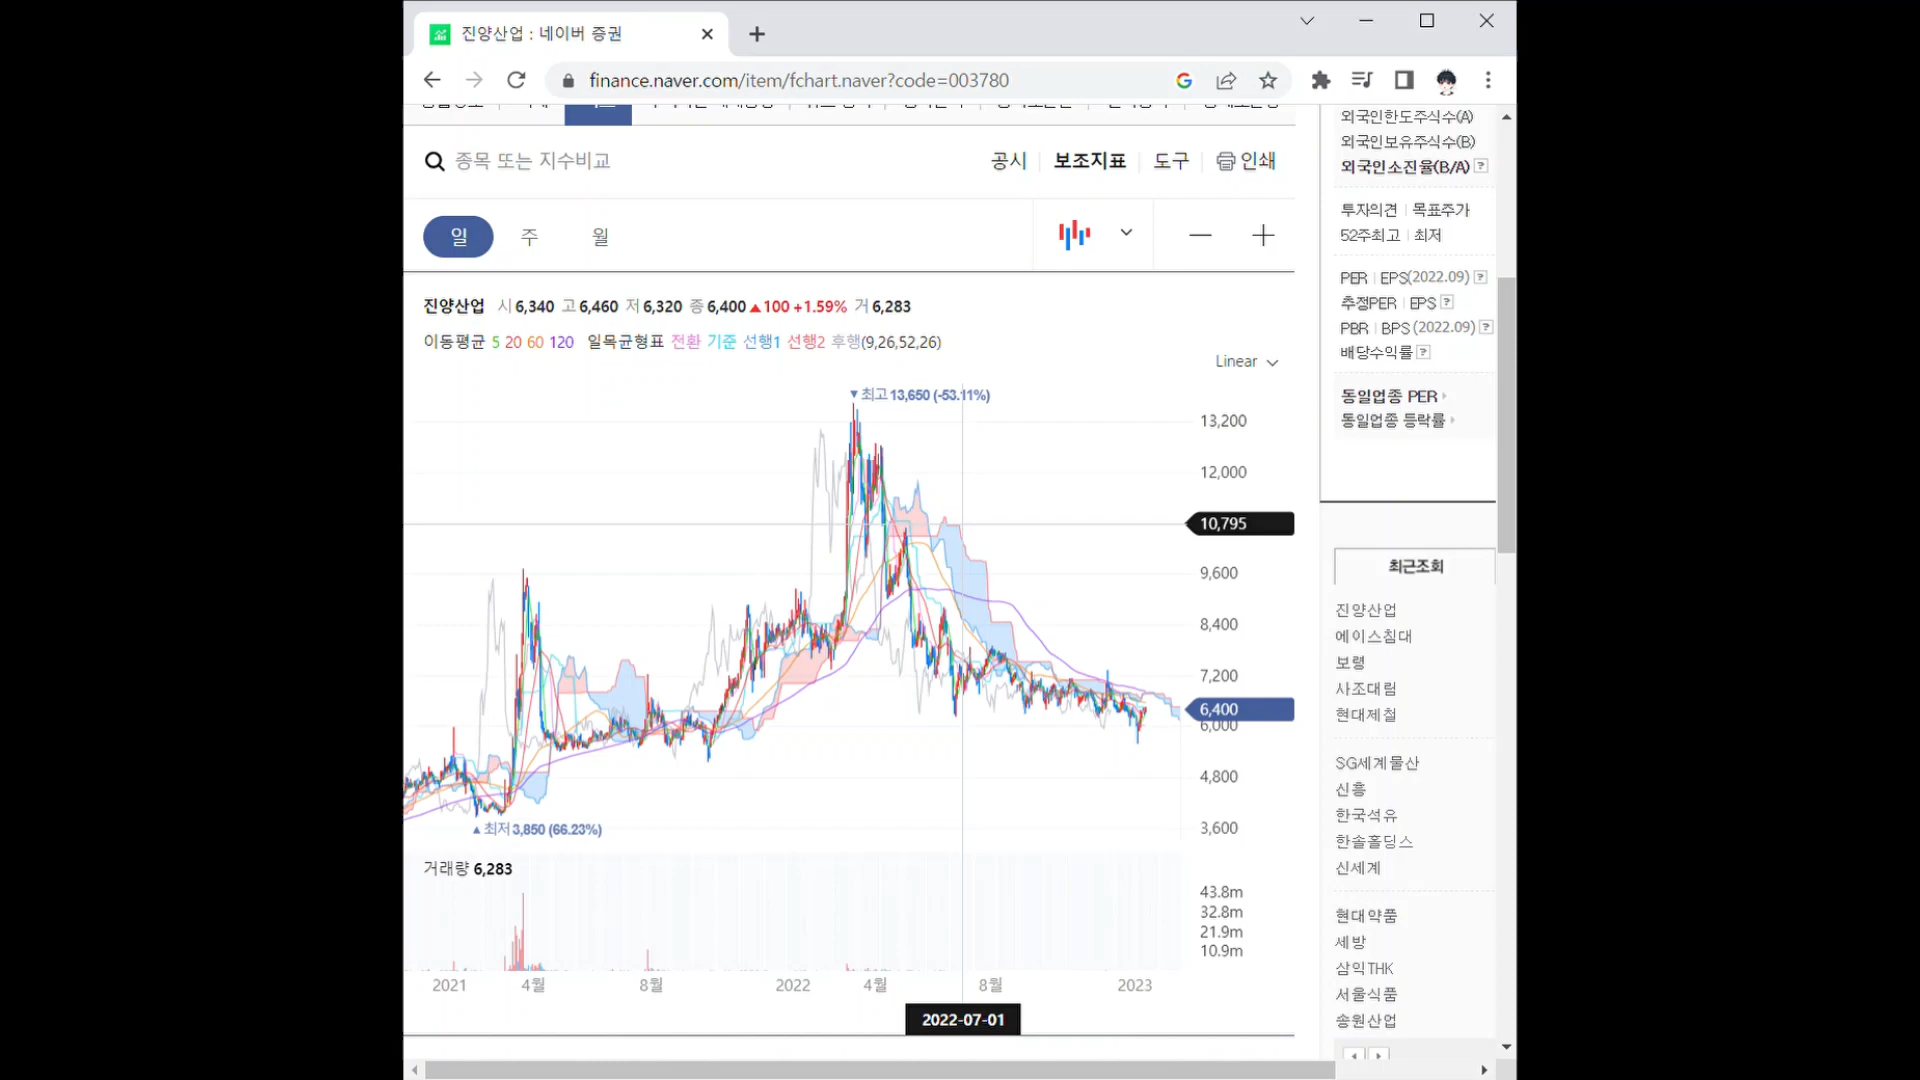 진양산업 : 네이버 증권
finance.naver.com/item/fchart.naver?code=003780
종목 또는 지수비교
공시 보조지표 도구 인쇄
일 주 월
진양산업 시 6,340 고 6,460 저 6,320 종 6,400 ▲100 +1.59% 거 6,283
이동평균 5 20 60 120 일목균형표 전환 기준 선행1 선행2 후행(9,26,52,26)
Linear
▼최고 13,650 (-53.11%)
13,200
12,000
10,795
9,600
8,400
7,200
6,400
6,000
4,800
3,600
▲최저 3,850 (66.23%)
거래량 6,283
43.8m
32.8m
21.9m
10.9m
2021 4월 8월 2022 4월 8월 2023
2022-07-01
외국인한도주식수(A)
외국인보유주식수(B)
외국인소진율(B/A) ?
투자의견 | 목표주가
52주최고 | 최저
PER | EPS(2022.09) ?
추정PER | EPS ?
PBR | BPS (2022.09) ?
배당수익률 ?
동일업종 PER
동일업종 등락률
최근조회
진양산업
에이스침대
보령
사조대림
현대제철
SG세계물산
신흥
한국석유
한솔홀딩스
신세계
현대약품
세방
삼익THK
서울식품
송원산업